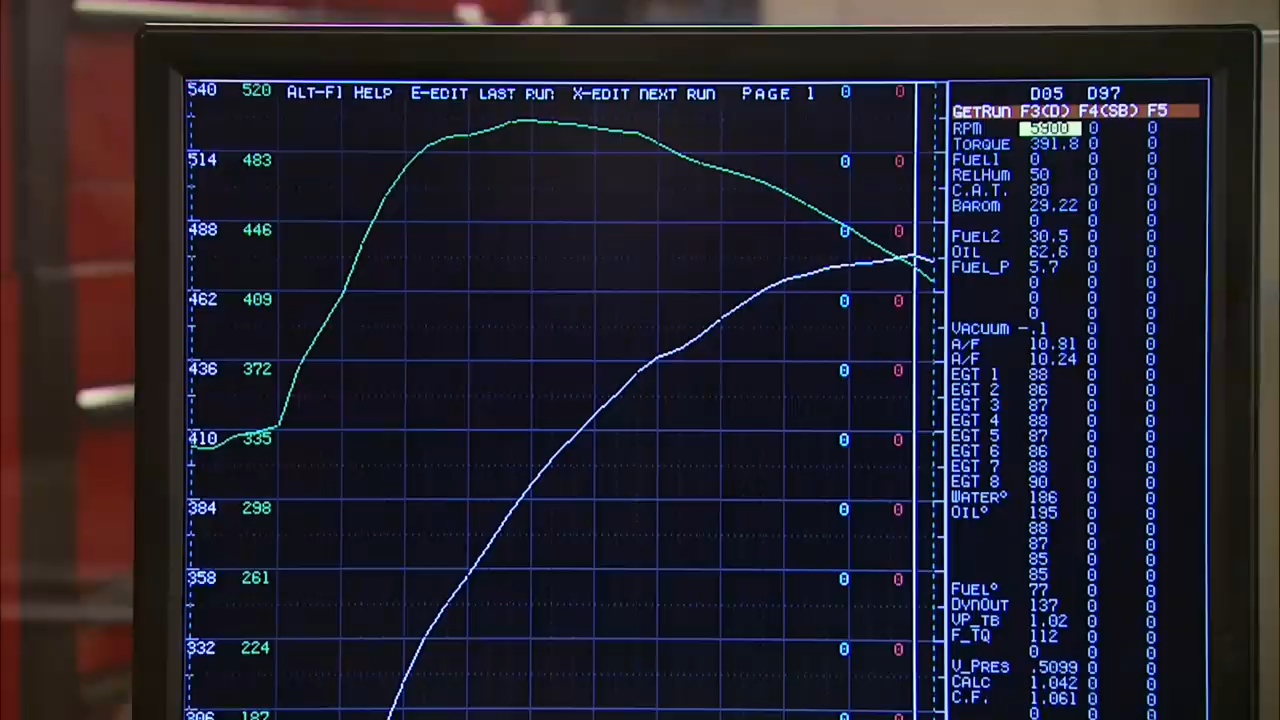 540 520 ALT-F1 HELP E-EDIT LAST RUN X-EDIT NEXT RUN PAGE 1 0 0
514 483 0 0
488 446 0 0
462 409 0 0
436 372 0 0
410 335 0 0
384 298 0 0
358 261 0 0
332 224 0 0
306 187 0 0
D05 D97
GETRUN F3(D) F4(SB) F5
RPM 5900 0 0
TORQUE 391.8 0 0
FUEL1 0 0 0
RELHUM 50 0 0
C.A.T. 80 0 0
BAROM 29.22 0 0
0 0 0
FUEL2 30.5 0 0
OIL 62.6 0 0
FUEL_P 5.7 0 0
0 0 0
0 0 0
0 0 0
VACUUM -.1 0 0
A/F 10.81 0 0
A/F 10.24 0 0
EGT 1 88 0 0
EGT 2 86 0 0
EGT 3 87 0 0
EGT 4 88 0 0
EGT 5 87 0 0
EGT 6 86 0 0
EGT 7 88 0 0
EGT 8 90 0 0
WATER° 186 0 0
OIL° 195 0 0
88 0 0
87 0 0
85 0 0
85 0 0
FUEL° 77 0 0
DYNOUT 137 0 0
VP_TB 1.02 0 0
F_TQ 112 0 0
0 0 0
V_PRES .5099 0 0
CALC 1.042 0 0
C.F. 1.061 0 0
0 0 0